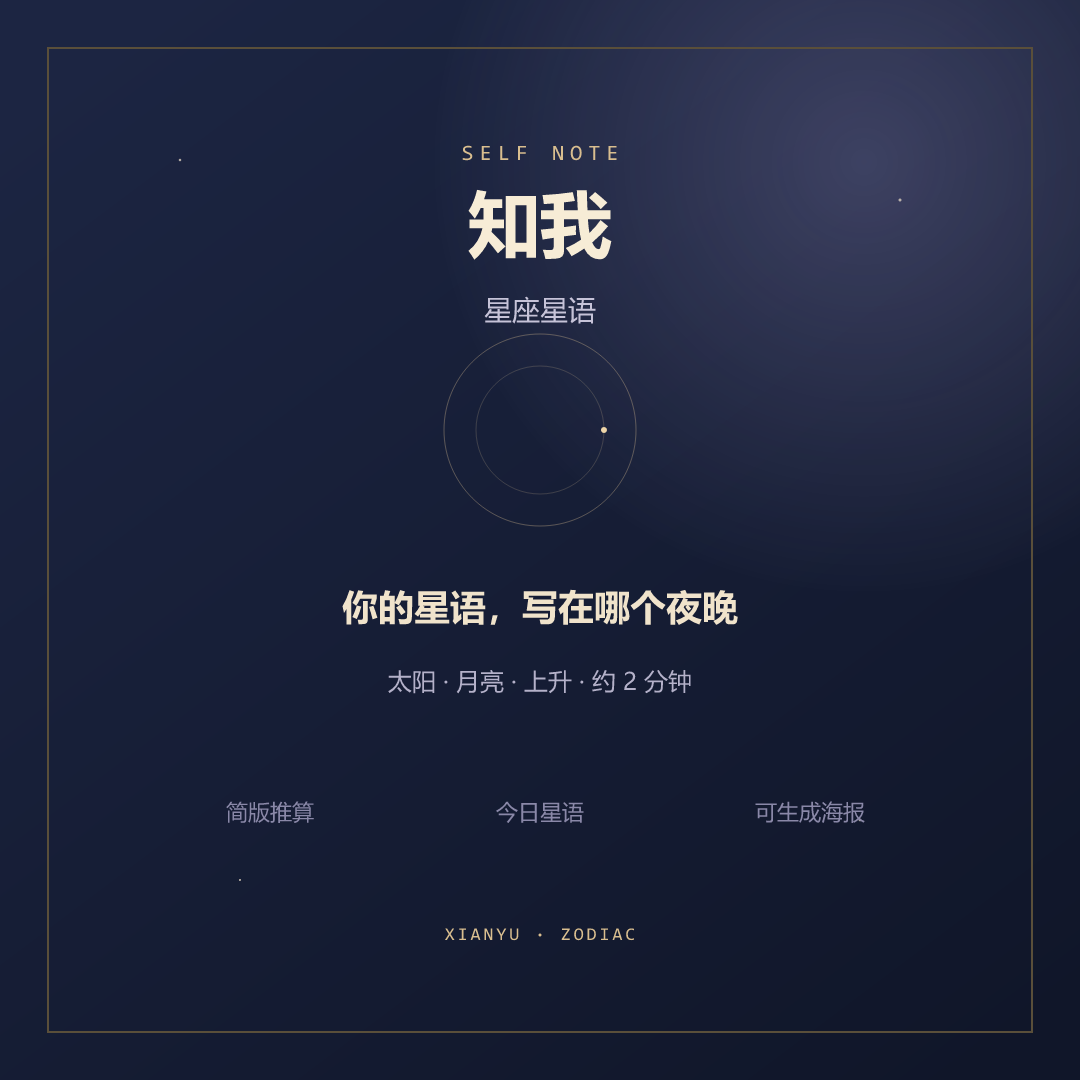 SELF NOTE
知我
星座星语
你的星语，写在哪个夜晚
太阳 · 月亮 · 上升 · 约 2 分钟
简版推算 今日星语 可生成海报
XIANYU · ZODIAC